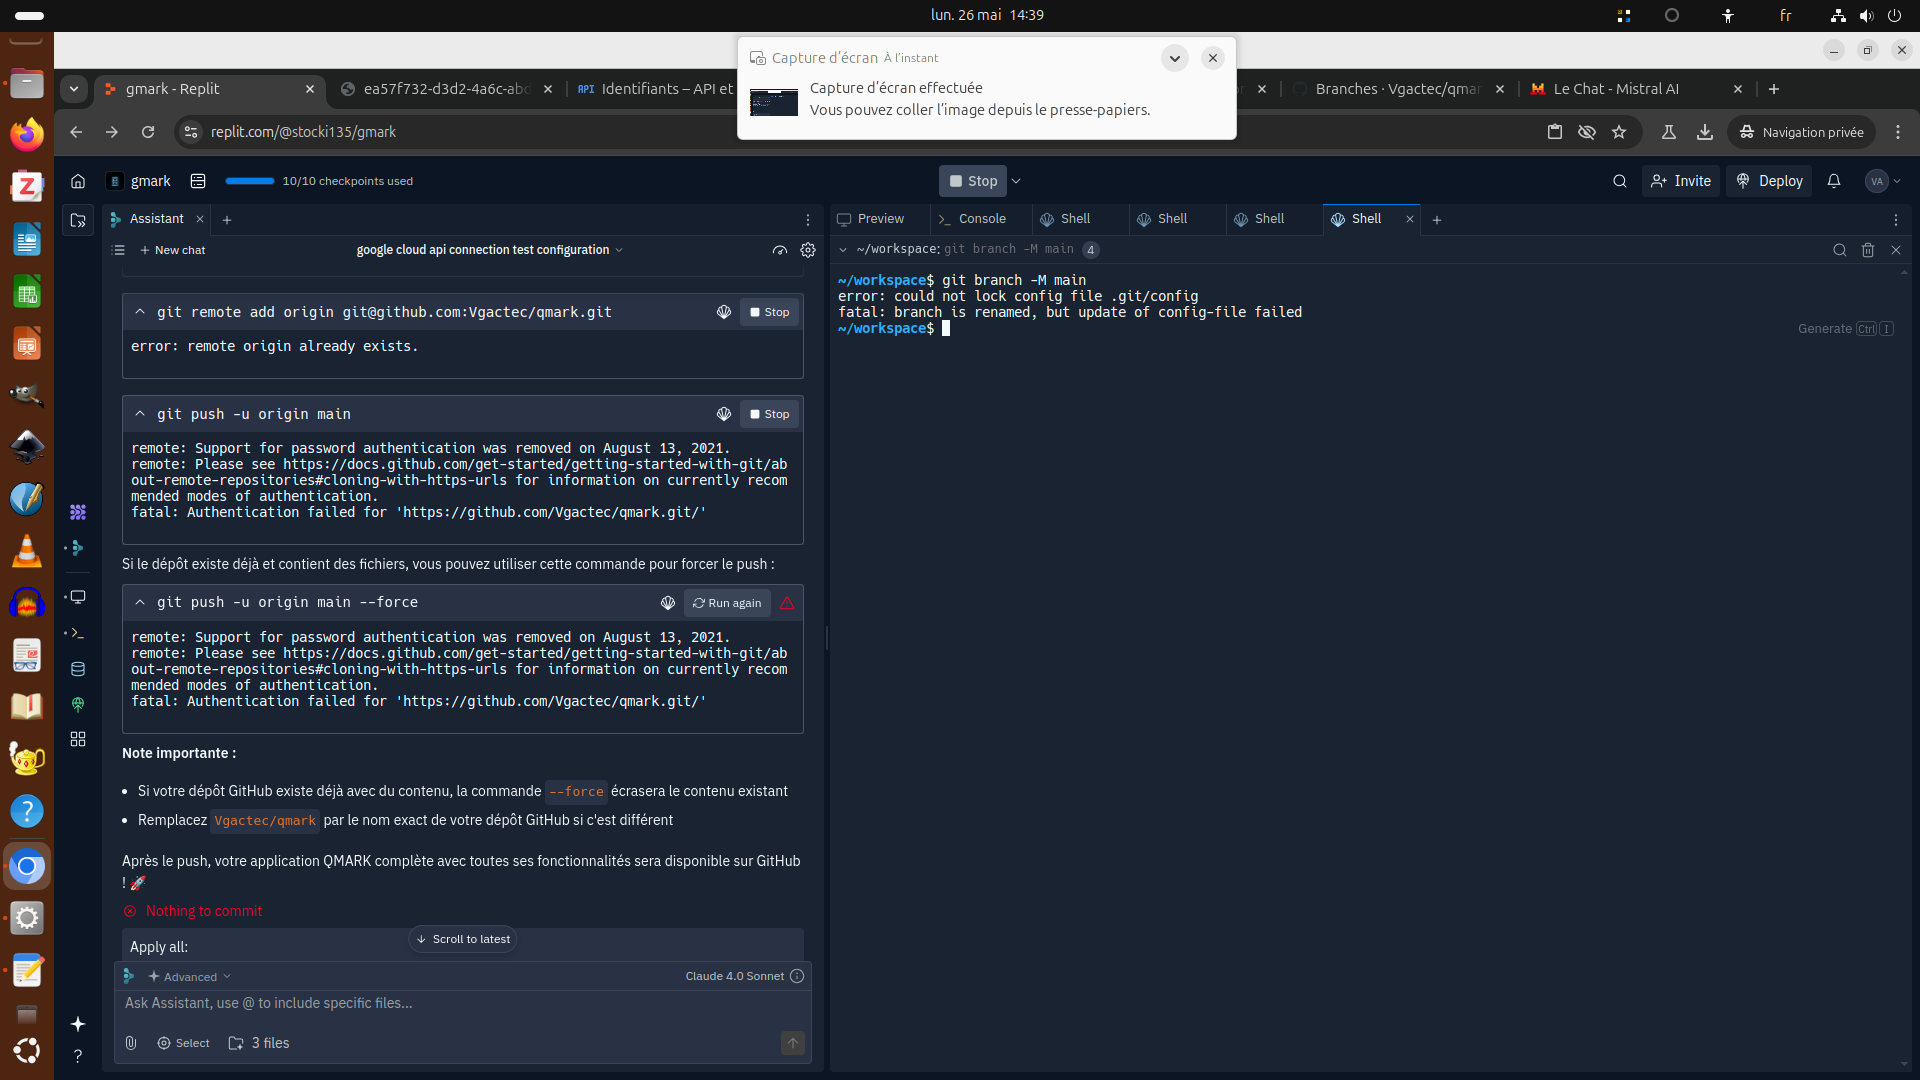 lun. 26 mai 14:39
fr
Capture d'écran À l'instant
Capture d'écran effectuée
Vous pouvez coller l'image depuis le presse-papiers.
gmark - Replit
ea57f732-d3d2-4a6c-abd
API Identifiants – API et
Branches · Vgactec/qmar
Le Chat - Mistral AI
replit.com/@stocki135/gmark
Navigation privée
gmark
10/10 checkpoints used
Stop
Invite
Deploy
VA
Assistant
Preview
Console
Shell
Shell
Shell
Shell
New chat
google cloud api connection test configuration
~/workspace: git branch -M main 4
git remote add origin git@github.com:Vgactec/qmark.git
Stop
error: remote origin already exists.
git push -u origin main
Stop
remote: Support for password authentication was removed on August 13, 2021.
remote: Please see https://docs.github.com/get-started/getting-started-with-git/ab
out-remote-repositories#cloning-with-https-urls for information on currently recom
mended modes of authentication.
fatal: Authentication failed for 'https://github.com/Vgactec/qmark.git/'
Si le dépôt existe déjà et contient des fichiers, vous pouvez utiliser cette commande pour forcer le push :
git push -u origin main --force
Run again
remote: Support for password authentication was removed on August 13, 2021.
remote: Please see https://docs.github.com/get-started/getting-started-with-git/ab
out-remote-repositories#cloning-with-https-urls for information on currently recom
mended modes of authentication.
fatal: Authentication failed for 'https://github.com/Vgactec/qmark.git/'
Note importante :
• Si votre dépôt GitHub existe déjà avec du contenu, la commande --force écrasera le contenu existant
• Remplacez Vgactec/qmark par le nom exact de votre dépôt GitHub si c'est différent
Après le push, votre application QMARK complète avec toutes ses fonctionnalités sera disponible sur GitHub
! 🚀
Nothing to commit
Apply all:
Scroll to latest
Advanced
Claude 4.0 Sonnet
Ask Assistant, use @ to include specific files...
Select
3 files
~/workspace$ git branch -M main
error: could not lock config file .git/config
fatal: branch is renamed, but update of config-file failed
~/workspace$
Generate Ctrl I